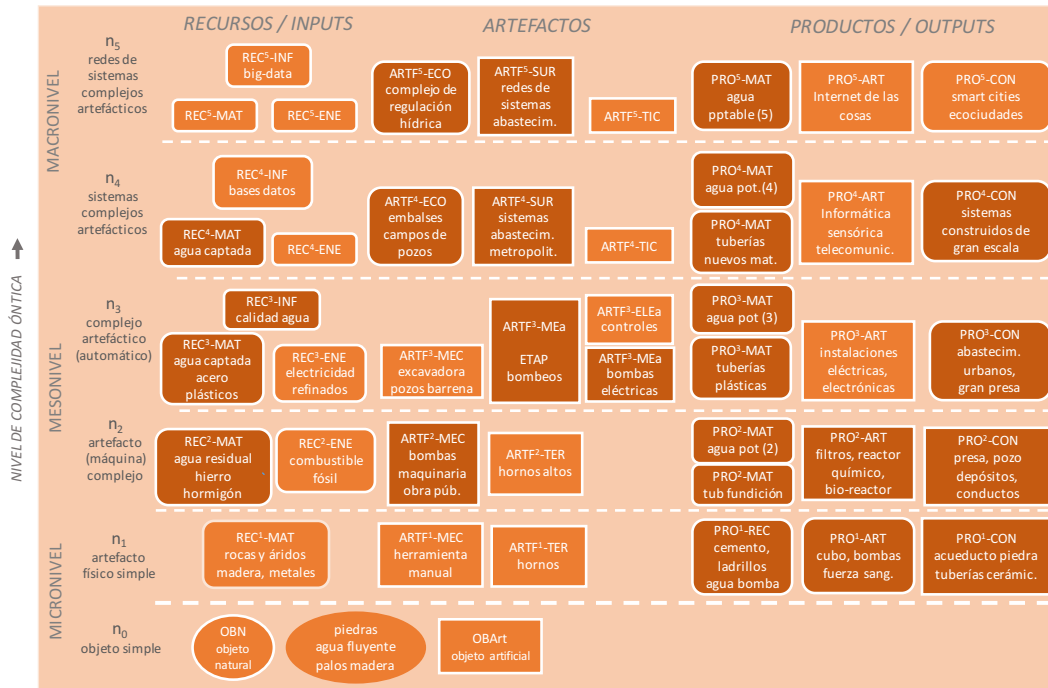 RECURSOS / INPUTS
ARTEFACTOS
PRODUCTOS / OUTPUTS
NIVEL DE COMPLEJIDAD ÓNTICA
MACRONIVEL
n5
redes de
sistemas
complejos
artefácticos
REC5-INF
big-data
REC5-MAT
REC5-ENE
ARTF5-ECO
complejo de
regulación
hídrica
ARTF5-SUR
redes de
sistemas
abastecim.
ARTF5-TIC
PRO5-MAT
agua
pptable (5)
PRO5-ART
Internet de las
cosas
PRO5-CON
smart cities
ecociudades
n4
sistemas
complejos
artefácticos
REC4-INF
bases datos
REC4-MAT
agua captada
REC4-ENE
ARTF4-ECO
embalses
campos de
pozos
ARTF4-SUR
sistemas
abastecim.
metropolit.
ARTF4-TIC
PRO4-MAT
agua pot.(4)
PRO4-MAT
tuberías
nuevos mat.
PRO4-ART
Informática
sensórica
telecomunic.
PRO4-CON
sistemas
construidos de
gran escala
MESONIVEL
n3
complejo
artefáctico
(automático)
REC3-INF
calidad agua
REC3-MAT
agua captada
acero
plásticos
REC3-ENE
electricidad
refinados
ARTF3-MEC
excavadora
pozos barrena
ARTF3-MEa
ETAP
bombeos
ARTF3-ELEa
controles
ARTF3-MEa
bombas
eléctricas
PRO3-MAT
agua pot (3)
PRO3-MAT
tuberías
plásticas
PRO3-ART
instalaciones
eléctricas,
electrónicas
PRO3-CON
abastecim.
urbanos,
gran presa
n2
artefacto
(máquina)
complejo
REC2-MAT
agua residual
hierro
hormigón
REC2-ENE
combustible
fósil
ARTF2-MEC
bombas
maquinaria
obra púb.
ARTF2-TER
hornos altos
PRO2-MAT
agua pot (2)
PRO2-MAT
tub fundición
PRO2-ART
filtros, reactor
químico,
bio-reactor
PRO2-CON
presa, pozo
depósitos,
conductos
MICRONIVEL
n1
artefacto
físico simple
REC1-MAT
rocas y áridos
madera, metales
ARTF1-MEC
herramienta
manual
ARTF1-TER
hornos
PRO1-REC
cemento,
ladrillos
agua bomba
PRO1-ART
cubo, bombas
fuerza sang.
PRO1-CON
acueducto piedra
tuberías cerámic.
n0
objeto simple
OBN
objeto
natural
piedras
agua fluyente
palos madera
OBArt
objeto artificial